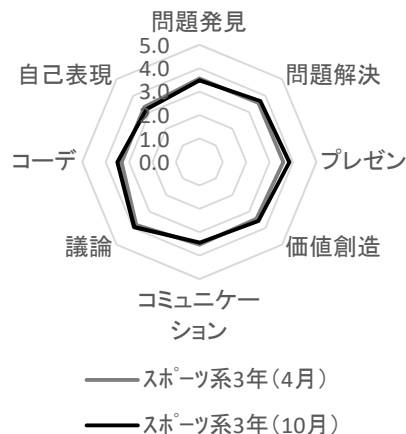 問題発見
5.0
4.0
3.0
2.0
1.0
0.0
自己表現
問題解決
コーデ
プレゼン
議論
価値創造
コミュニケー
ション
スポーツ系3年(4月)
スポーツ系3年(10月)